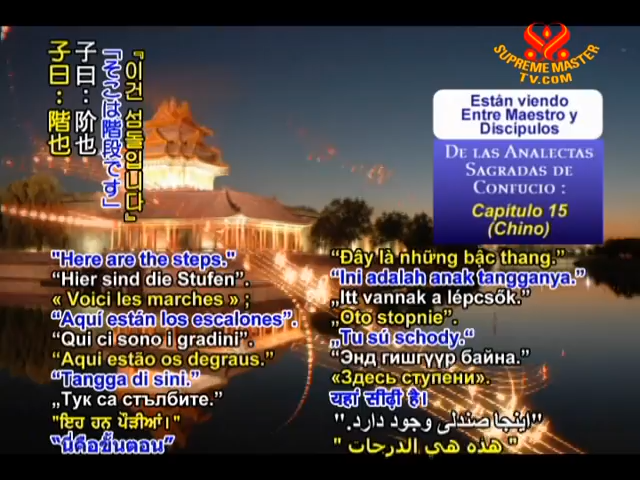 SUPREME MASTER
TV.COM
Están viendo
Entre Maestro y
Discípulos
DE LAS ANALECTAS
SAGRADAS DE
CONFUCIO :
Capítulo 15
(Chino)
『이건 섬돌입니다』
「そこは階段です」
子曰：阶也
子曰：階也
"Here are the steps."
“Hier sind die Stufen”.
« Voici les marches » ;
“Aquí están los escalones”.
“Qui ci sono i gradini”.
“Aqui estão os degraus.”
“Tangga di sini.”
„Тук са стълбите.”
"ਇਹ ਹਨ ਪੌੜੀਆਂ।"
“นี่คือขั้นตอน”
“Đây là những bậc thang.”
“Ini adalah anak tangganya.”
„Itt vannak a lépcsők.”
„Oto stopnie”.
„Tu sú schody.“
“Энд гишгүүр байна.”
«Здесь ступени».
यहां सीढ़ी है।
”اینجا صندلی وجود دارد.“
" هذه هي الدرجات "